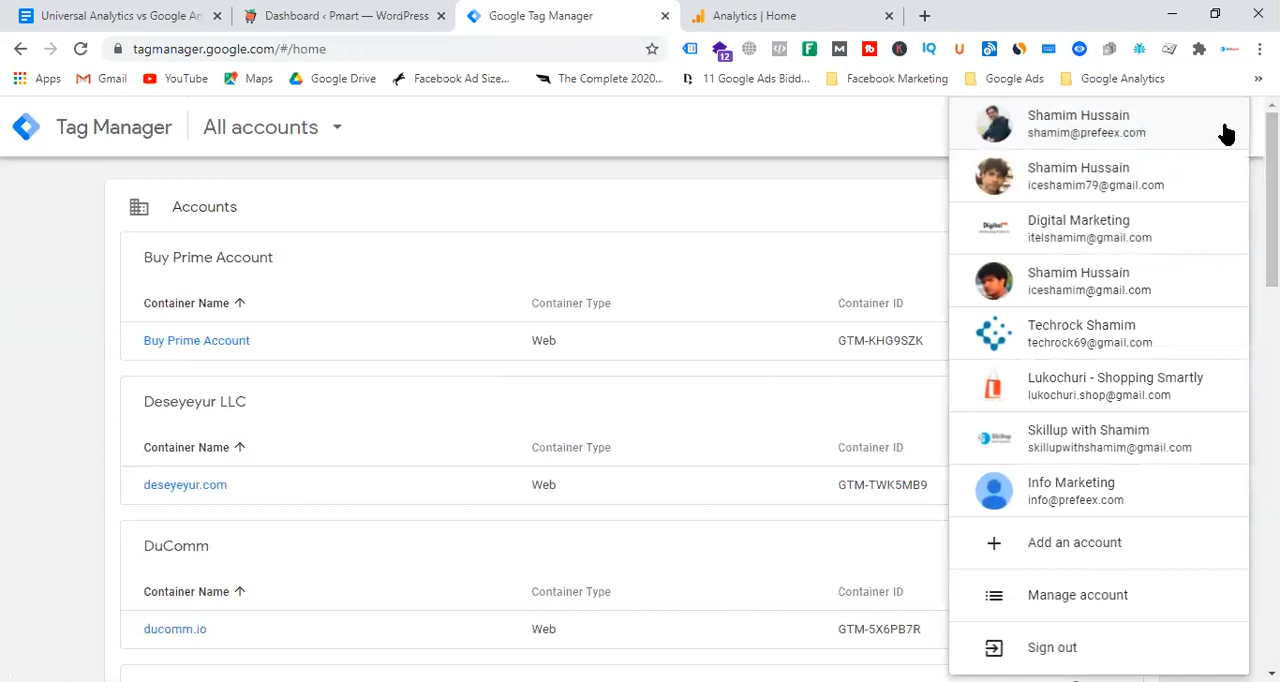 Universal Analytics vs Google An
Dashboard ‹ Pmart — WordPress
Google Tag Manager
Analytics | Home
tagmanager.google.com/#/home
12
IQ
Apps
Gmail
YouTube
Maps
Google Drive
Facebook Ad Size...
The Complete 2020...
11 Google Ads Bidd...
Facebook Marketing
Google Ads
Google Analytics
»
Tag Manager
All accounts
Accounts
Buy Prime Account
Container Name
Container Type
Container ID
Buy Prime Account
Web
GTM-KHG9SZK
Deseyeyur LLC
Container Name
Container Type
Container ID
deseyeyur.com
Web
GTM-TWK5MB9
DuComm
Container Name
Container Type
Container ID
ducomm.io
Web
GTM-5X6PB7R
Shamim Hussain
shamim@prefeex.com
Shamim Hussain
iceshamim79@gmail.com
Digital Marketing
itelshamim@gmail.com
Shamim Hussain
iceshamim@gmail.com
Techrock Shamim
techrock69@gmail.com
Lukochuri - Shopping Smartly
lukochuri.shop@gmail.com
Skillup with Shamim
skillupwithshamim@gmail.com
Info Marketing
info@prefeex.com
Add an account
Manage account
Sign out